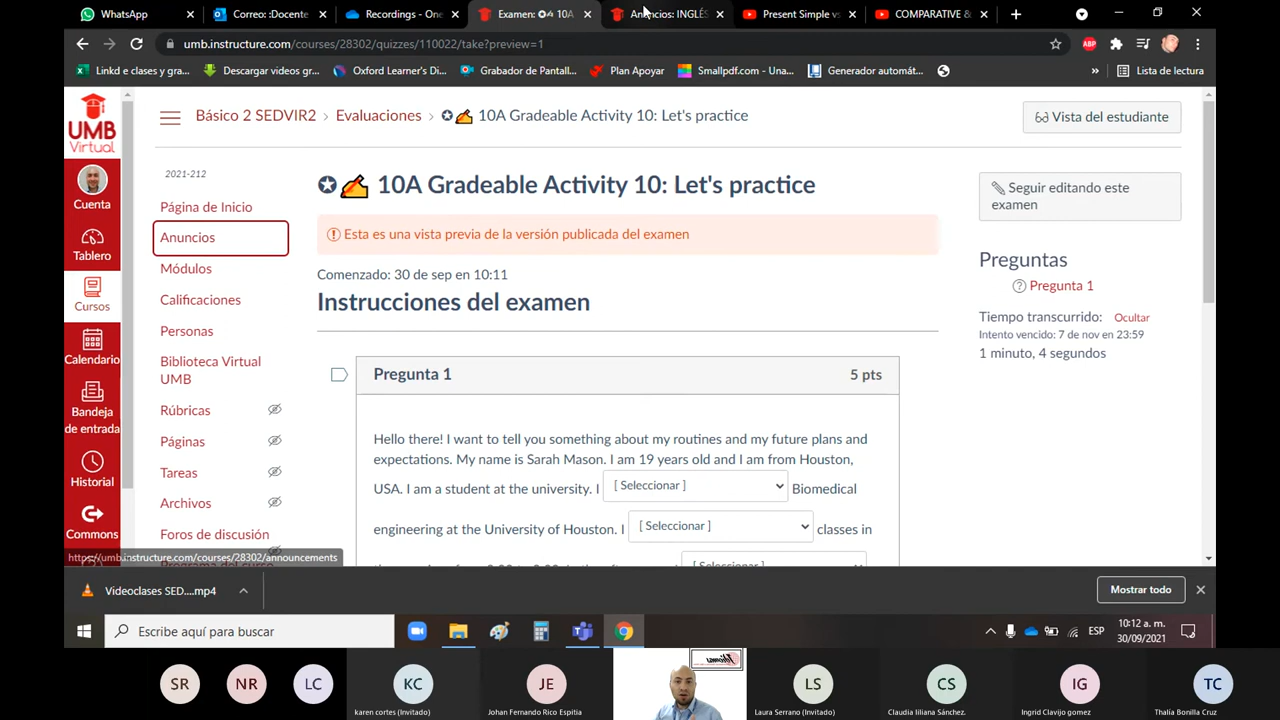 WhatsApp
Correo: :Docente
Recordings - One
Examen: ✪✍ 10A
Anuncios: INGLÉS
Present Simple vs
COMPARATIVE &
umb.instructure.com/courses/28302/quizzes/110022/take?preview=1
ABP
Linkd e clases y gra...
Descargar videos gr...
Oxford Learner's Di...
Grabador de Pantall...
Plan Apoyar
Smallpdf.com - Una...
Generador automát...
»
Lista de lectura
UMB
Virtual
Cuenta
Tablero
Cursos
Calendario
Bandeja
de entrada
Historial
Commons
Básico 2 SEDVIR2 › Evaluaciones › ✪✍ 10A Gradeable Activity 10: Let's practice
Vista del estudiante
2021-212
Página de Inicio
Anuncios
Módulos
Calificaciones
Personas
Biblioteca Virtual
UMB
Rúbricas
Páginas
Tareas
Archivos
Foros de discusión
Programa del curso
✪✍ 10A Gradeable Activity 10: Let's practice
Esta es una vista previa de la versión publicada del examen
Comenzado: 30 de sep en 10:11
Instrucciones del examen
Pregunta 1
5 pts
Hello there! I want to tell you something about my routines and my future plans and
expectations. My name is Sarah Mason. I am 19 years old and I am from Houston,
USA. I am a student at the university. I [ Seleccionar ] Biomedical
engineering at the University of Houston. I [ Seleccionar ] classes in
[ Seleccionar ]
Seguir editando este
examen
Preguntas
Pregunta 1
Tiempo transcurrido: Ocultar
Intento vencido: 7 de nov en 23:59
1 minuto, 4 segundos
https://umb.instructure.com/courses/28302/announcements
Videoclases SED....mp4
Mostrar todo
Escribe aquí para buscar
ESP
10:12 a. m.
30/09/2021
SR
NR
LC
KC
karen cortes (Invitado)
JE
Johan Fernando Rico Espitia
LS
Laura Serrano (Invitado)
CS
Claudia liliana Sánchez.
IG
Ingrid Clavijo gomez
TC
Thalía Bonilla Cruz